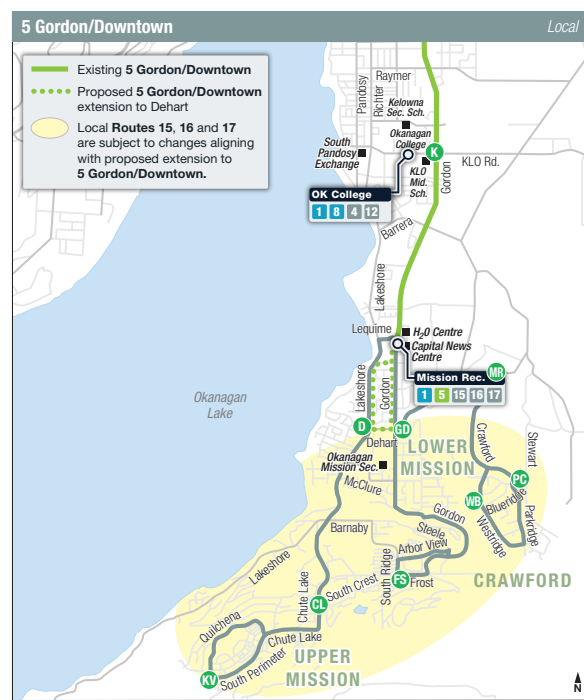 5 Gordon/Downtown
Local
Existing 5 Gordon/Downtown
Proposed 5 Gordon/Downtown
extension to Dehart
Local Routes 15, 16 and 17
are subject to changes aligning
with proposed extension to
5 Gordon/Downtown.
Pandosy
Richter
Raymer
Kelowna
Sec. Sch.
Okanagan
College
K
KLO Rd.
South
Pandosy
Exchange
KLO
Mid.
Sch.
Gordon
OK College
1 8 4 12
Barrera
Lakeshore
Lequime
H2O Centre
Capital News
Centre
MR
Mission Rec.
1 5 15 16 17
Lakeshore
Gordon
Okanagan
Lake
D
GD
Dehart
LOWER
MISSION
Crawford
Stewart
Okanagan
Mission Sec.
McClure
PC
WB
Blueridge
Westridge
Parkridge
Gordon
Steele
Barnaby
Arbor View
Lakeshore
South Ridge
FS
Frost
CRAWFORD
Chute Lake
South Crest
CL
Quilchena
Chute Lake
South Perimeter
KV
UPPER
MISSION
N